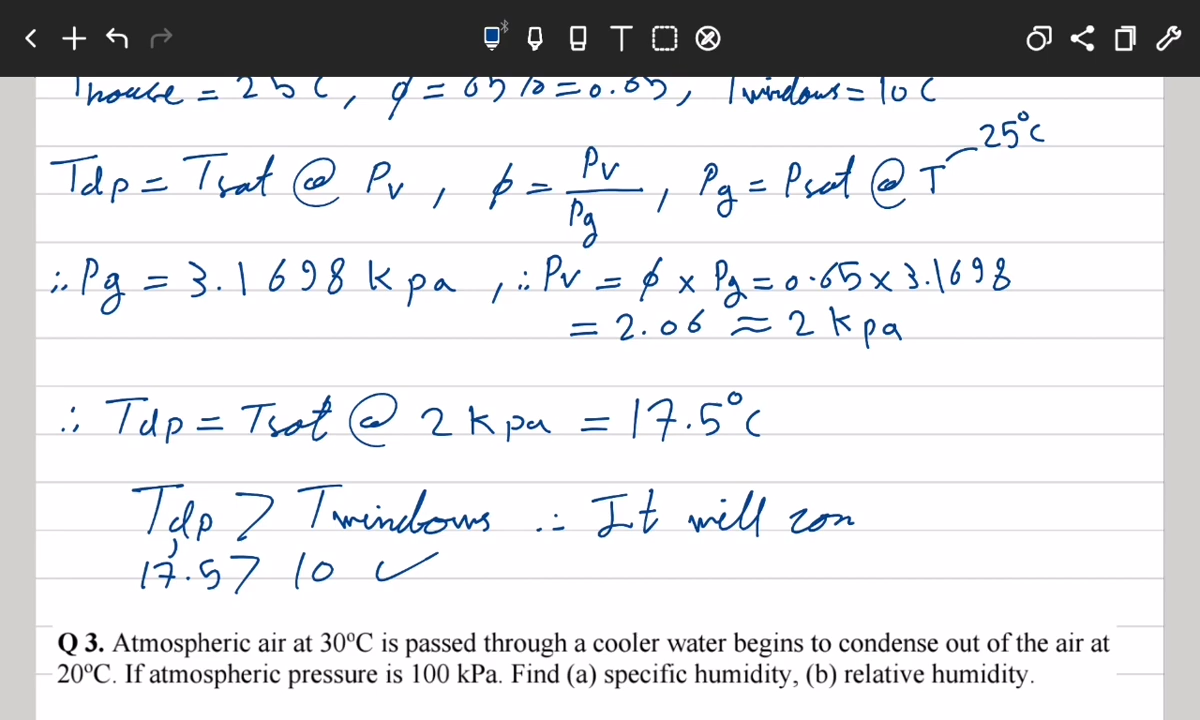 Thouse = 25 C, φ = 65 % = 0.65, Twindows = 10 C
25°C
Tdp = Tsat @ Pv, φ = Pv / Pg, Pg = Psat @ T
∴ Pg = 3.1698 kpa, ∴ Pv = φ x Pg = 0.65 x 3.1698
= 2.06 ≈ 2 kpa
∴ Tdp = Tsat @ 2 kpa = 17.5°C
Tdp > Twindows ∴ It will con
17.5 > 10 ✓
Q 3. Atmospheric air at 30ºC is passed through a cooler water begins to condense out of the air at
20ºC. If atmospheric pressure is 100 kPa. Find (a) specific humidity, (b) relative humidity.